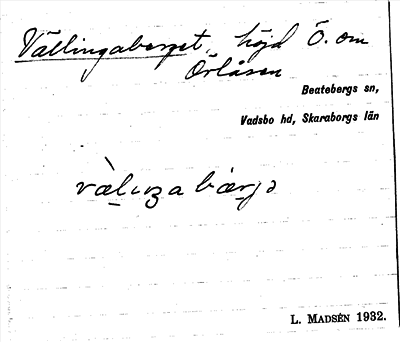 Vällingaberget, höjd Ö. om
Örlåsen
Beatebergs sn,
Vadsbo hd, Skaraborgs län
L. MADSÉN 1932.